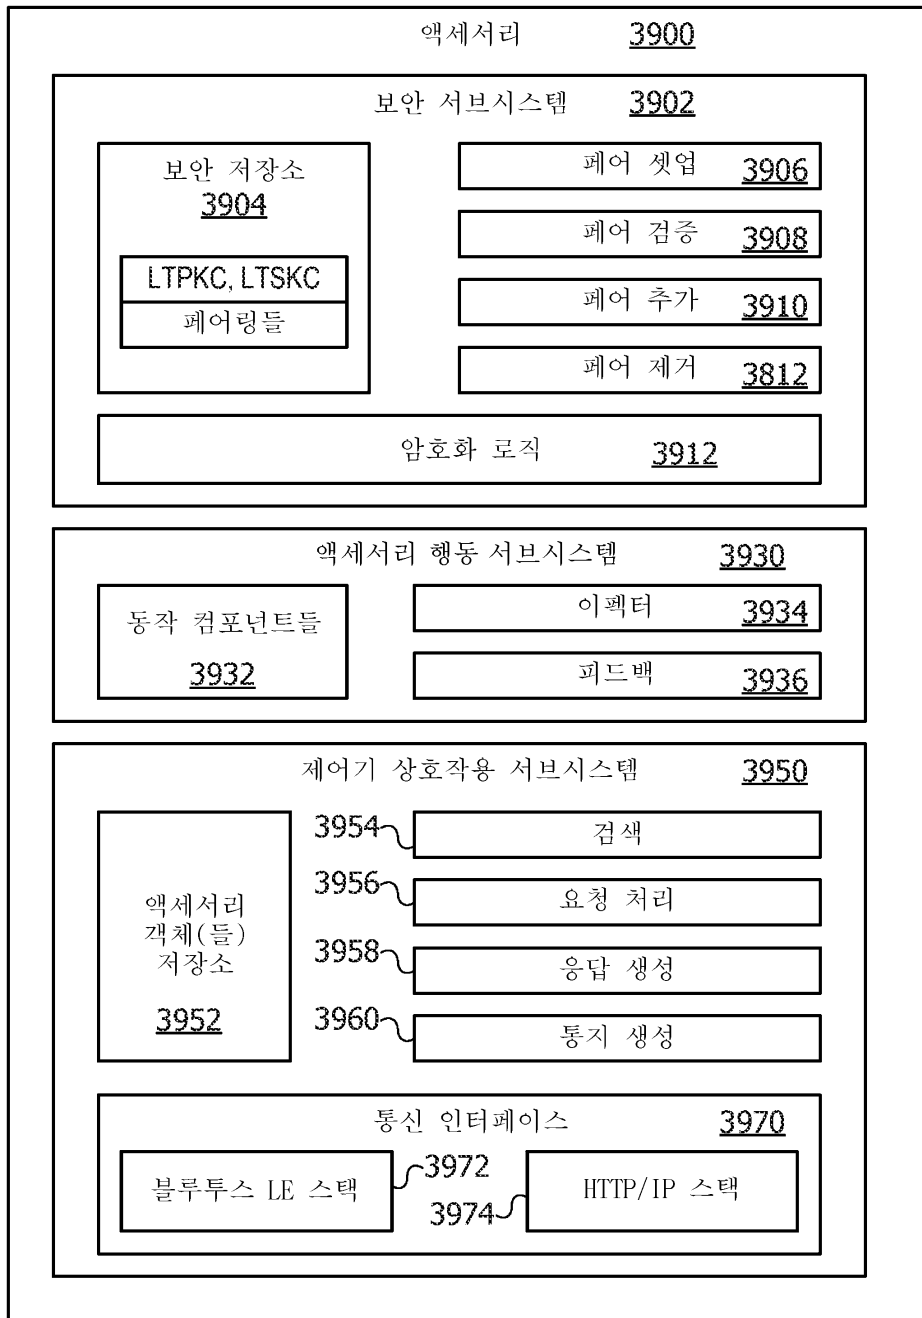 액세서리 3900
보안 서브시스템 3902
보안 저장소
3904
LTPKC, LTSKC
페어링들
페어 셋업 3906
페어 검증 3908
페어 추가 3910
페어 제거 3812
암호화 로직 3912
액세서리 행동 서브시스템 3930
동작 컴포넌트들
3932
이펙터 3934
피드백 3936
제어기 상호작용 서브시스템 3950
액세서리
객체(들)
저장소
3952
3954 검색
3956 요청 처리
3958 응답 생성
3960 통지 생성
통신 인터페이스 3970
블루투스 LE 스택 3972
3974 HTTP/IP 스택